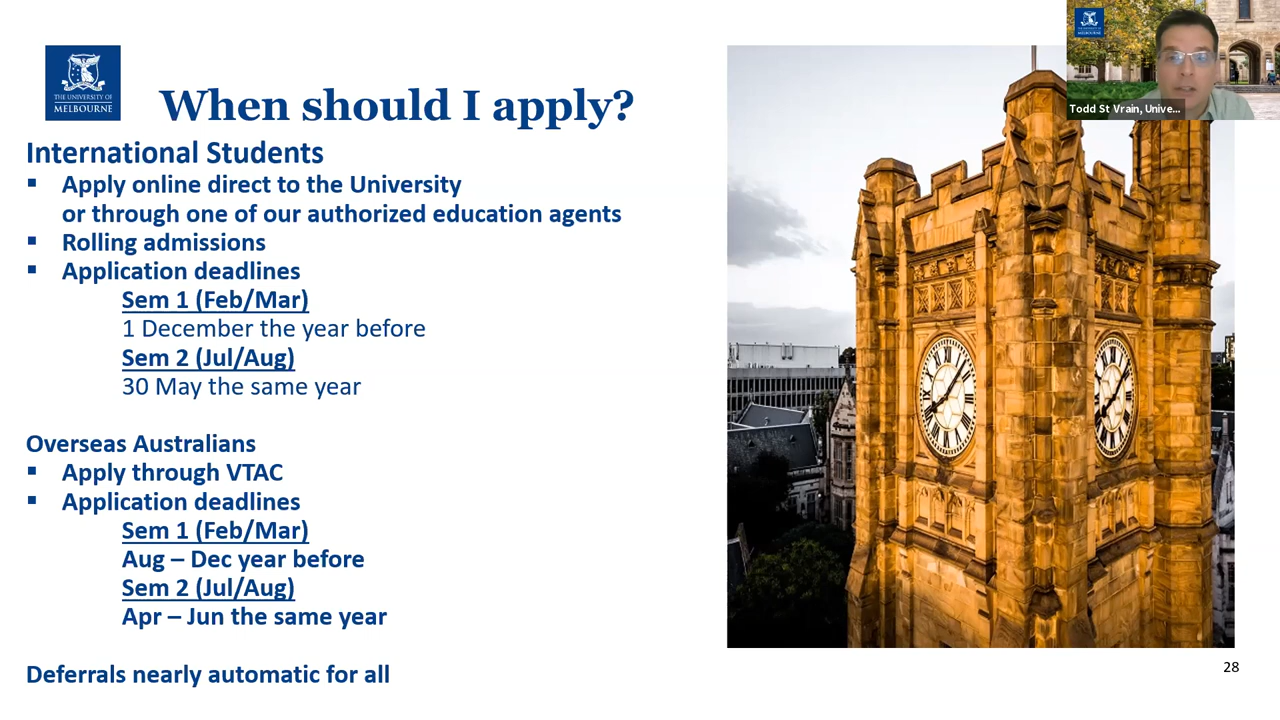 THE UNIVERSITY OF
MELBOURNE
When should I apply?
International Students
▪ Apply online direct to the University
or through one of our authorized education agents
▪ Rolling admissions
▪ Application deadlines
Sem 1 (Feb/Mar)
1 December the year before
Sem 2 (Jul/Aug)
30 May the same year
Overseas Australians
▪ Apply through VTAC
▪ Application deadlines
Sem 1 (Feb/Mar)
Aug – Dec year before
Sem 2 (Jul/Aug)
Apr – Jun the same year
Deferrals nearly automatic for all
MELBOURNE
Todd St Vrain, Unive...
28